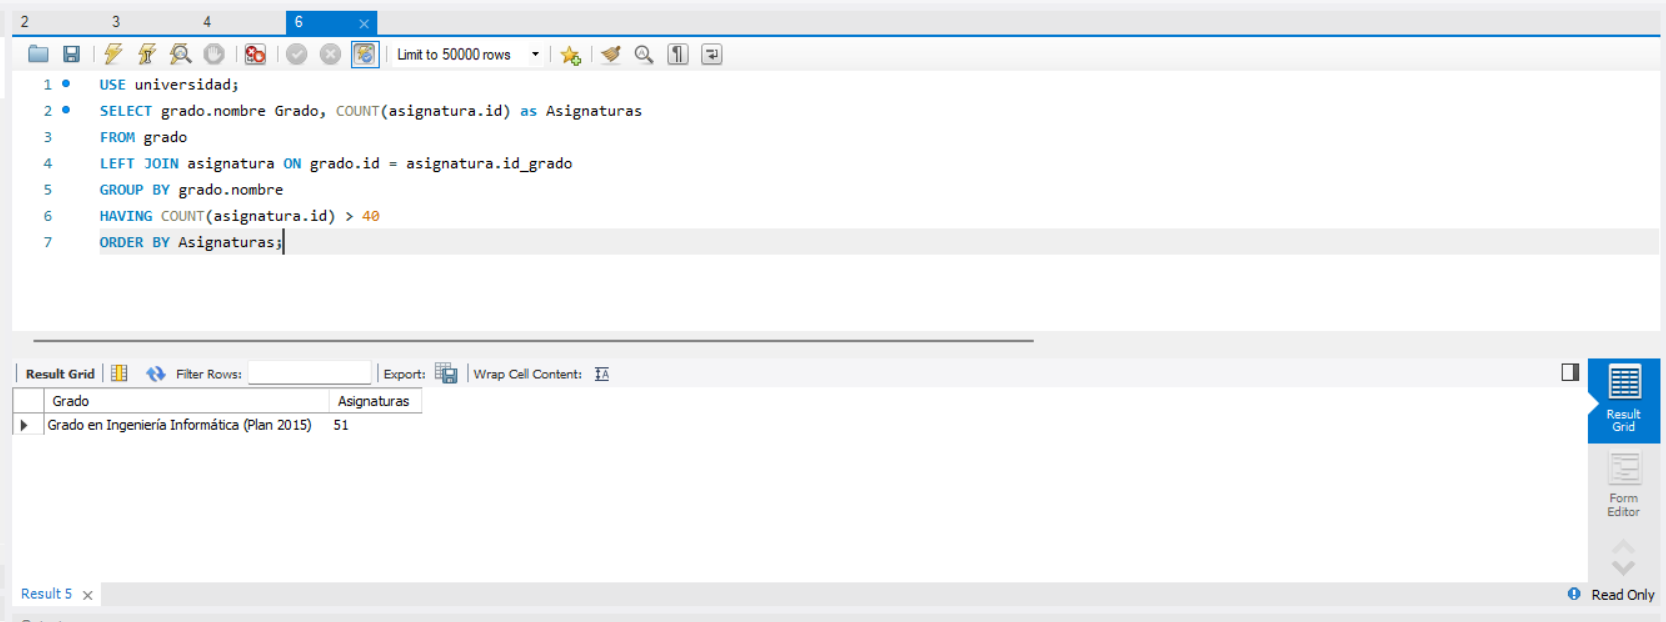 2 3 4 6
Limit to 50000 rows
1 USE universidad;
2 SELECT grado.nombre Grado, COUNT(asignatura.id) as Asignaturas
3 FROM grado
4 LEFT JOIN asignatura ON grado.id = asignatura.id_grado
5 GROUP BY grado.nombre
6 HAVING COUNT(asignatura.id) > 40
7 ORDER BY Asignaturas;
Result Grid Filter Rows: Export: Wrap Cell Content:
Grado Asignaturas
Grado en Ingeniería Informática (Plan 2015) 51
Result
Grid
Form
Editor
Result 5 Read Only